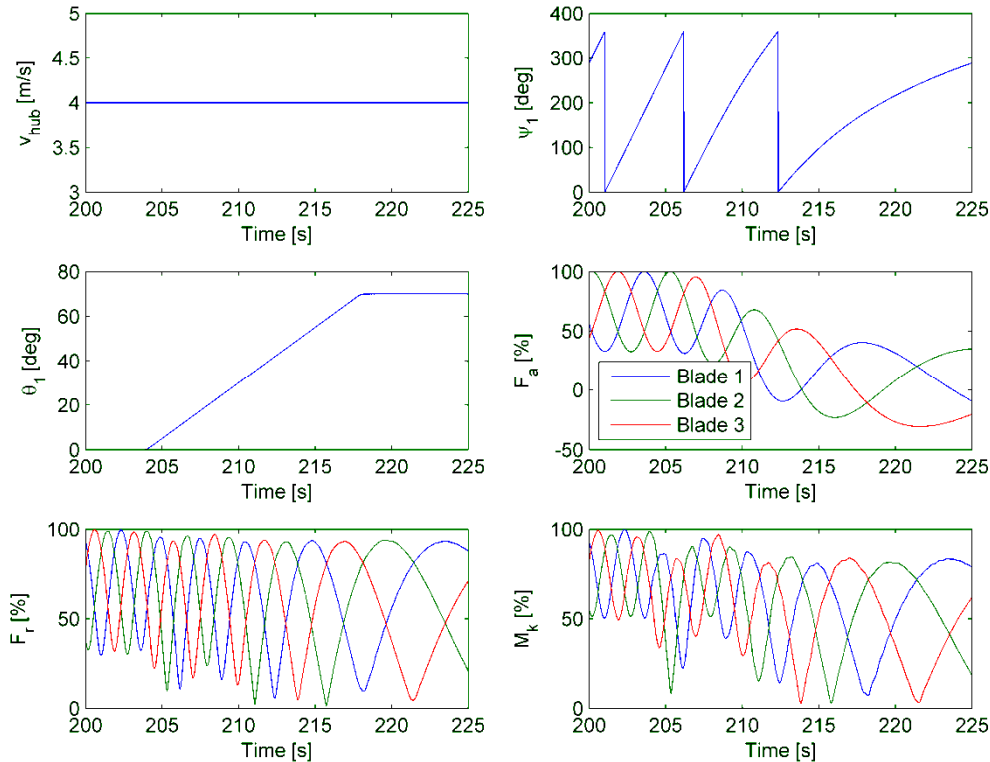 5
4.5
4
3.5
3
v_hub [m/s]
200 205 210 215 220 225
Time [s]
400
300
200
100
0
ψ_1 [deg]
200 205 210 215 220 225
Time [s]
80
60
40
20
0
θ_1 [deg]
200 205 210 215 220 225
Time [s]
100
50
0
-50
F_a [%]
Blade 1
Blade 2
Blade 3
200 205 210 215 220 225
Time [s]
100
50
0
F_r [%]
200 205 210 215 220 225
Time [s]
100
50
0
M_k [%]
200 205 210 215 220 225
Time [s]